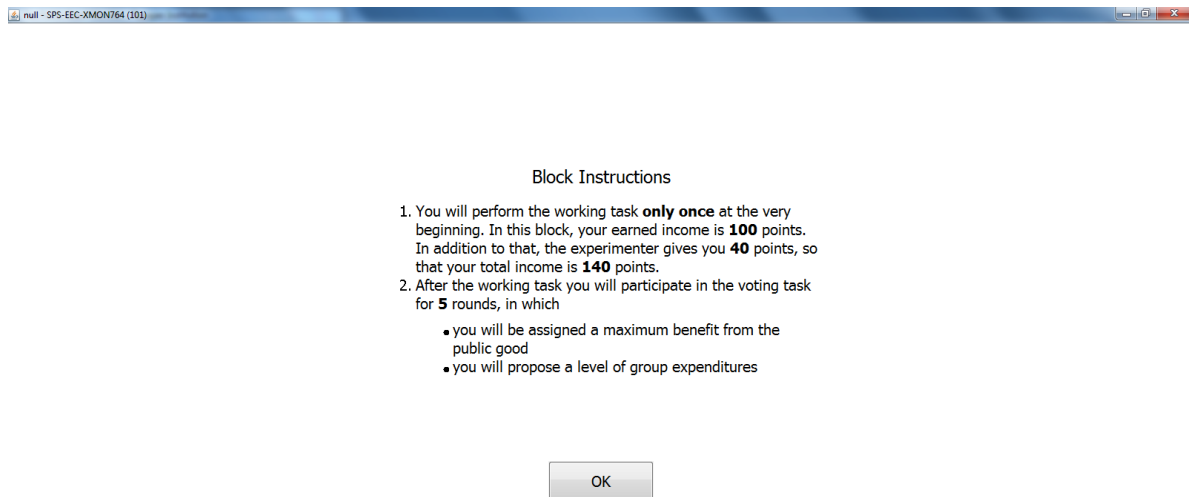 null - SPS-EEC-XMON764 (101)
Block Instructions
1. You will perform the working task only once at the very
beginning. In this block, your earned income is 100 points.
In addition to that, the experimenter gives you 40 points, so
that your total income is 140 points.
2. After the working task you will participate in the voting task
for 5 rounds, in which
• you will be assigned a maximum benefit from the
public good
• you will propose a level of group expenditures
OK